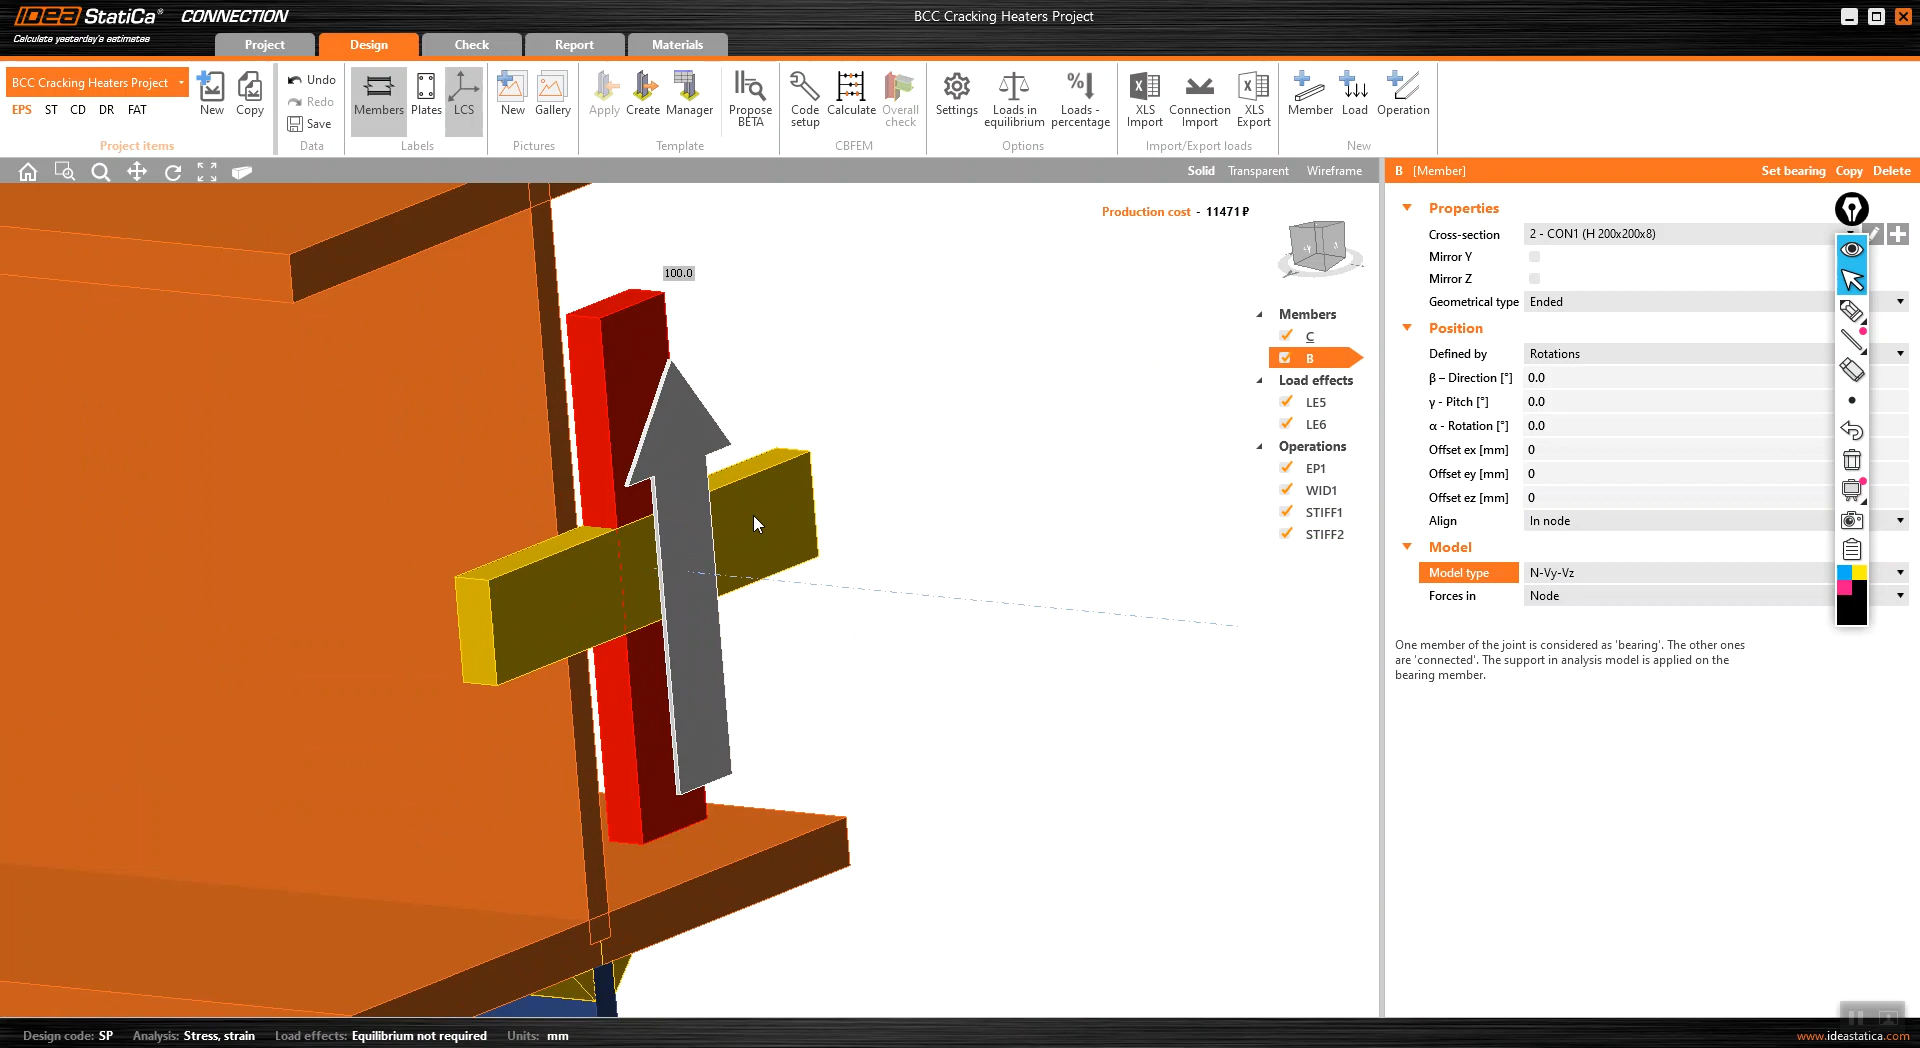 IDEA StatiCa® CONNECTION
Calculate yesterday's estimates
BCC Cracking Heaters Project
Project
Design
Check
Report
Materials
BCC Cracking Heaters Project
EPS ST CD DR FAT
New
Copy
Project items
Undo
Redo
Save
Data
Members
Plates
LCS
Labels
New
Gallery
Pictures
Apply
Create
Manager
Propose
BETA
Template
Code
setup
Calculate
Overall
check
CBFEM
Settings
Loads in
equilibrium
Loads -
percentage
Options
XLS
Import
Connection
Import
XLS
Export
Import/Export loads
Member
Load
Operation
New
Solid Transparent Wireframe
Production cost - 11471 ₽
100.0
Members
C
B
Load effects
LE5
LE6
Operations
EP1
WID1
STIFF1
STIFF2
B [Member]
Set bearing Copy Delete
Properties
Cross-section 2 - CON1 (H 200x200x8)
Mirror Y
Mirror Z
Geometrical type Ended
Position
Defined by Rotations
β – Direction [°] 0.0
γ - Pitch [°] 0.0
α - Rotation [°] 0.0
Offset ex [mm] 0
Offset ey [mm] 0
Offset ez [mm] 0
Align In node
Model
Model type N-Vy-Vz
Forces in Node
One member of the joint is considered as 'bearing'. The other ones
are 'connected'. The support in analysis model is applied on the
bearing member.
Design code: SP Analysis: Stress, strain Load effects: Equilibrium not required Units: mm
www.ideastatica.com